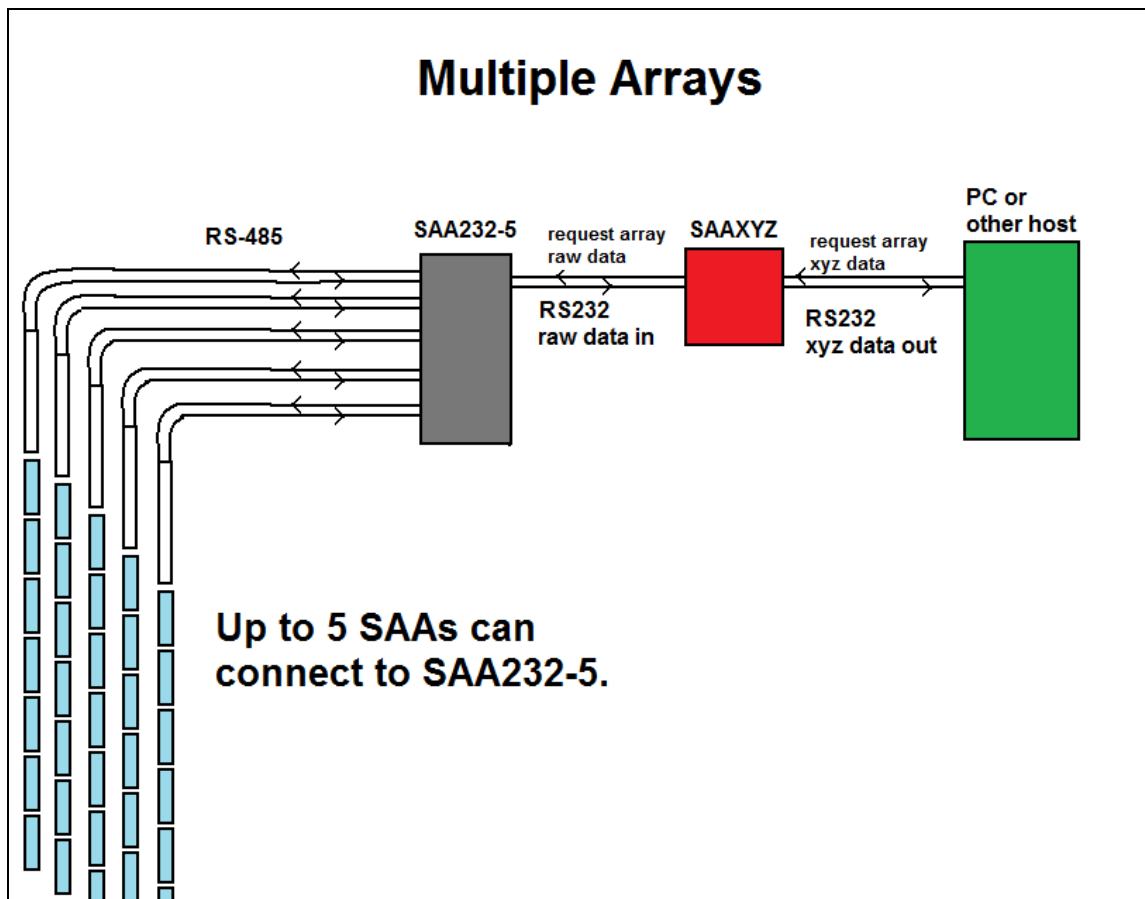 Multiple Arrays
RS-485
SAA232-5
request array
raw data
RS232
raw data in
SAAXYZ
request array
xyz data
RS232
xyz data out
PC or
other host
Up to 5 SAAs can
connect to SAA232-5.